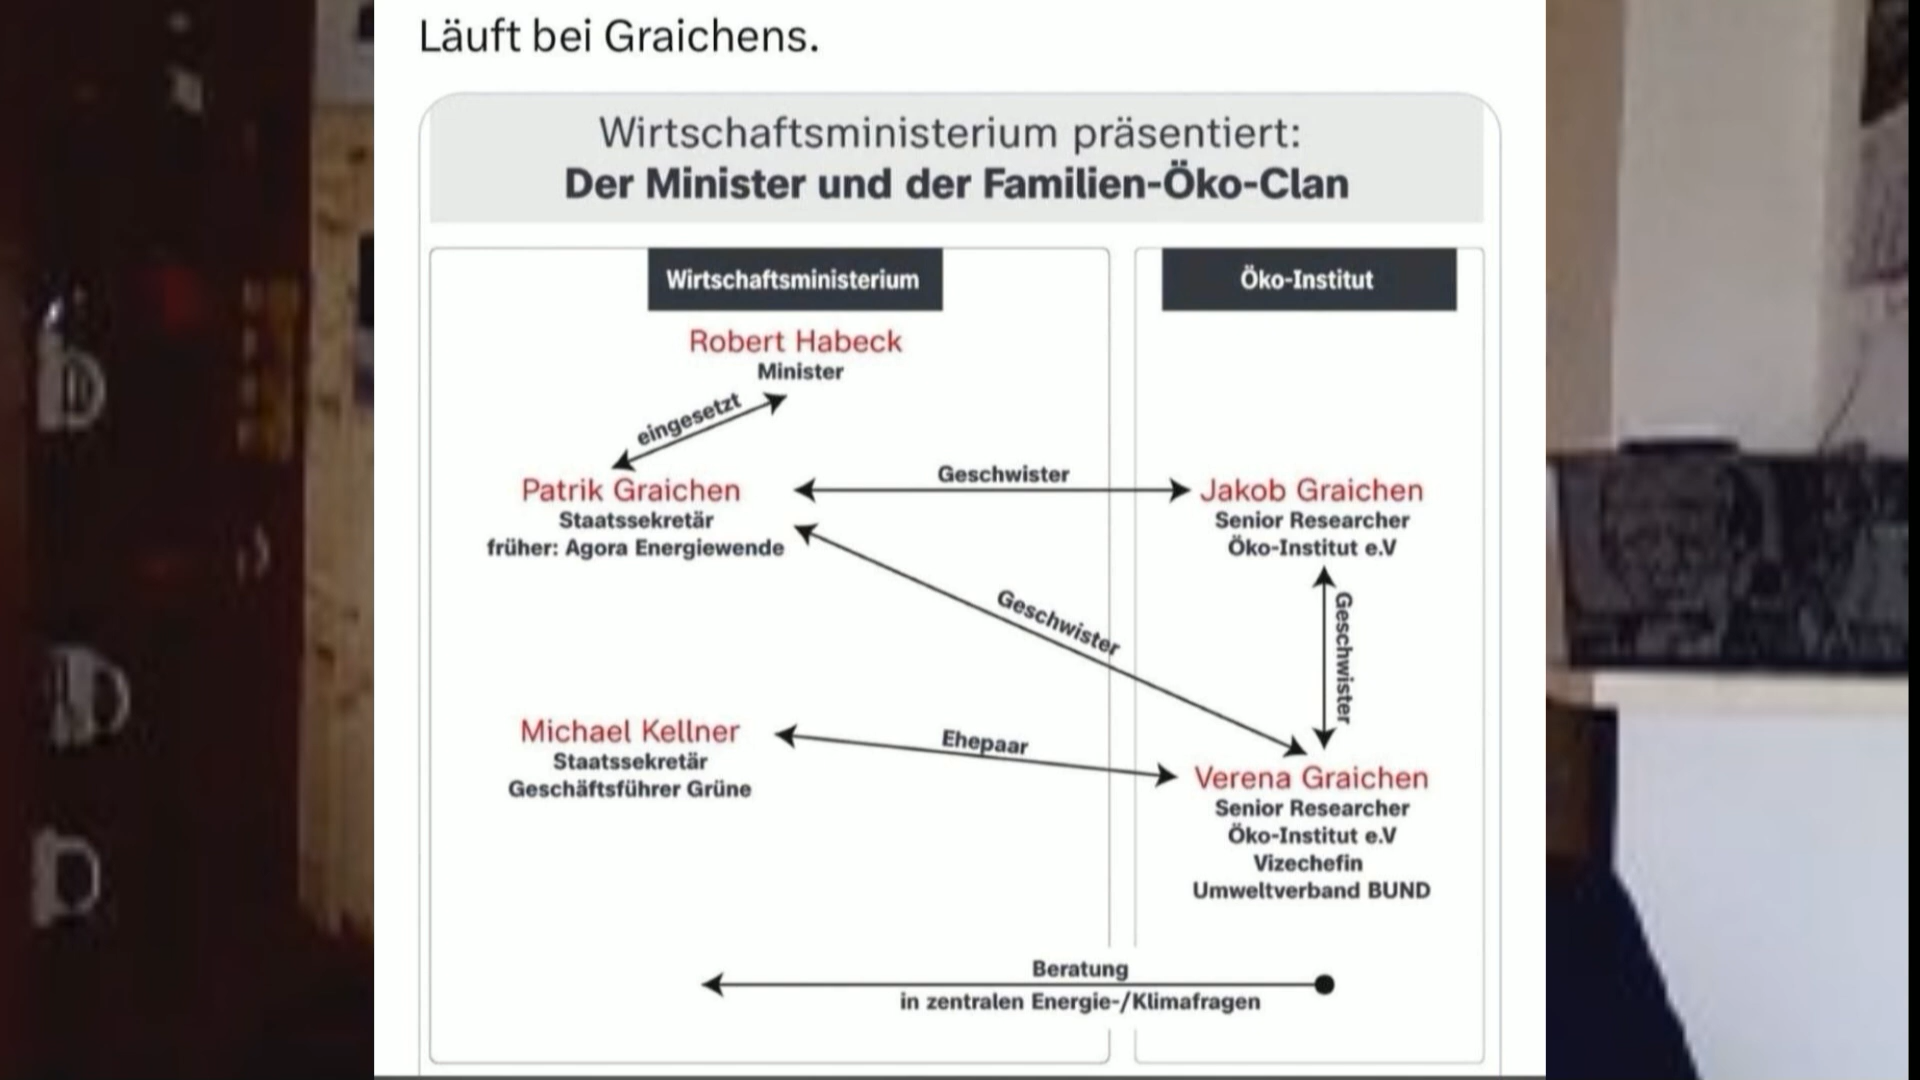 Läuft bei Graichens.
Wirtschaftsministerium präsentiert:
Der Minister und der Familien-Öko-Clan
Wirtschaftsministerium
Öko-Institut
Robert Habeck
Minister
eingesetzt
Patrik Graichen
Staatssekretär
früher: Agora Energiewende
Geschwister
Jakob Graichen
Senior Researcher
Öko-Institut e.V
Geschwister
Geschwister
Michael Kellner
Staatssekretär
Geschäftsführer Grüne
Ehepaar
Verena Graichen
Senior Researcher
Öko-Institut e.V
Vizechefin
Umweltverband BUND
Beratung
in zentralen Energie-/Klimafragen